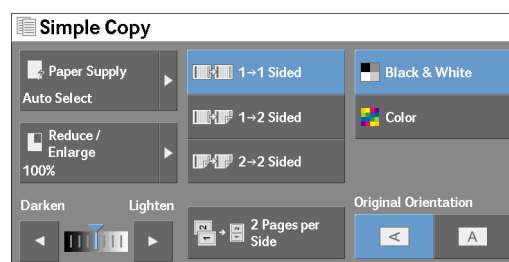 Simple Copy
Paper Supply
Auto Select
Reduce /
Enlarge
100%
Darken Lighten
1→1 Sided
1→2 Sided
2→2 Sided
2 Pages per
Side
Black & White
Color
Original Orientation
A
A